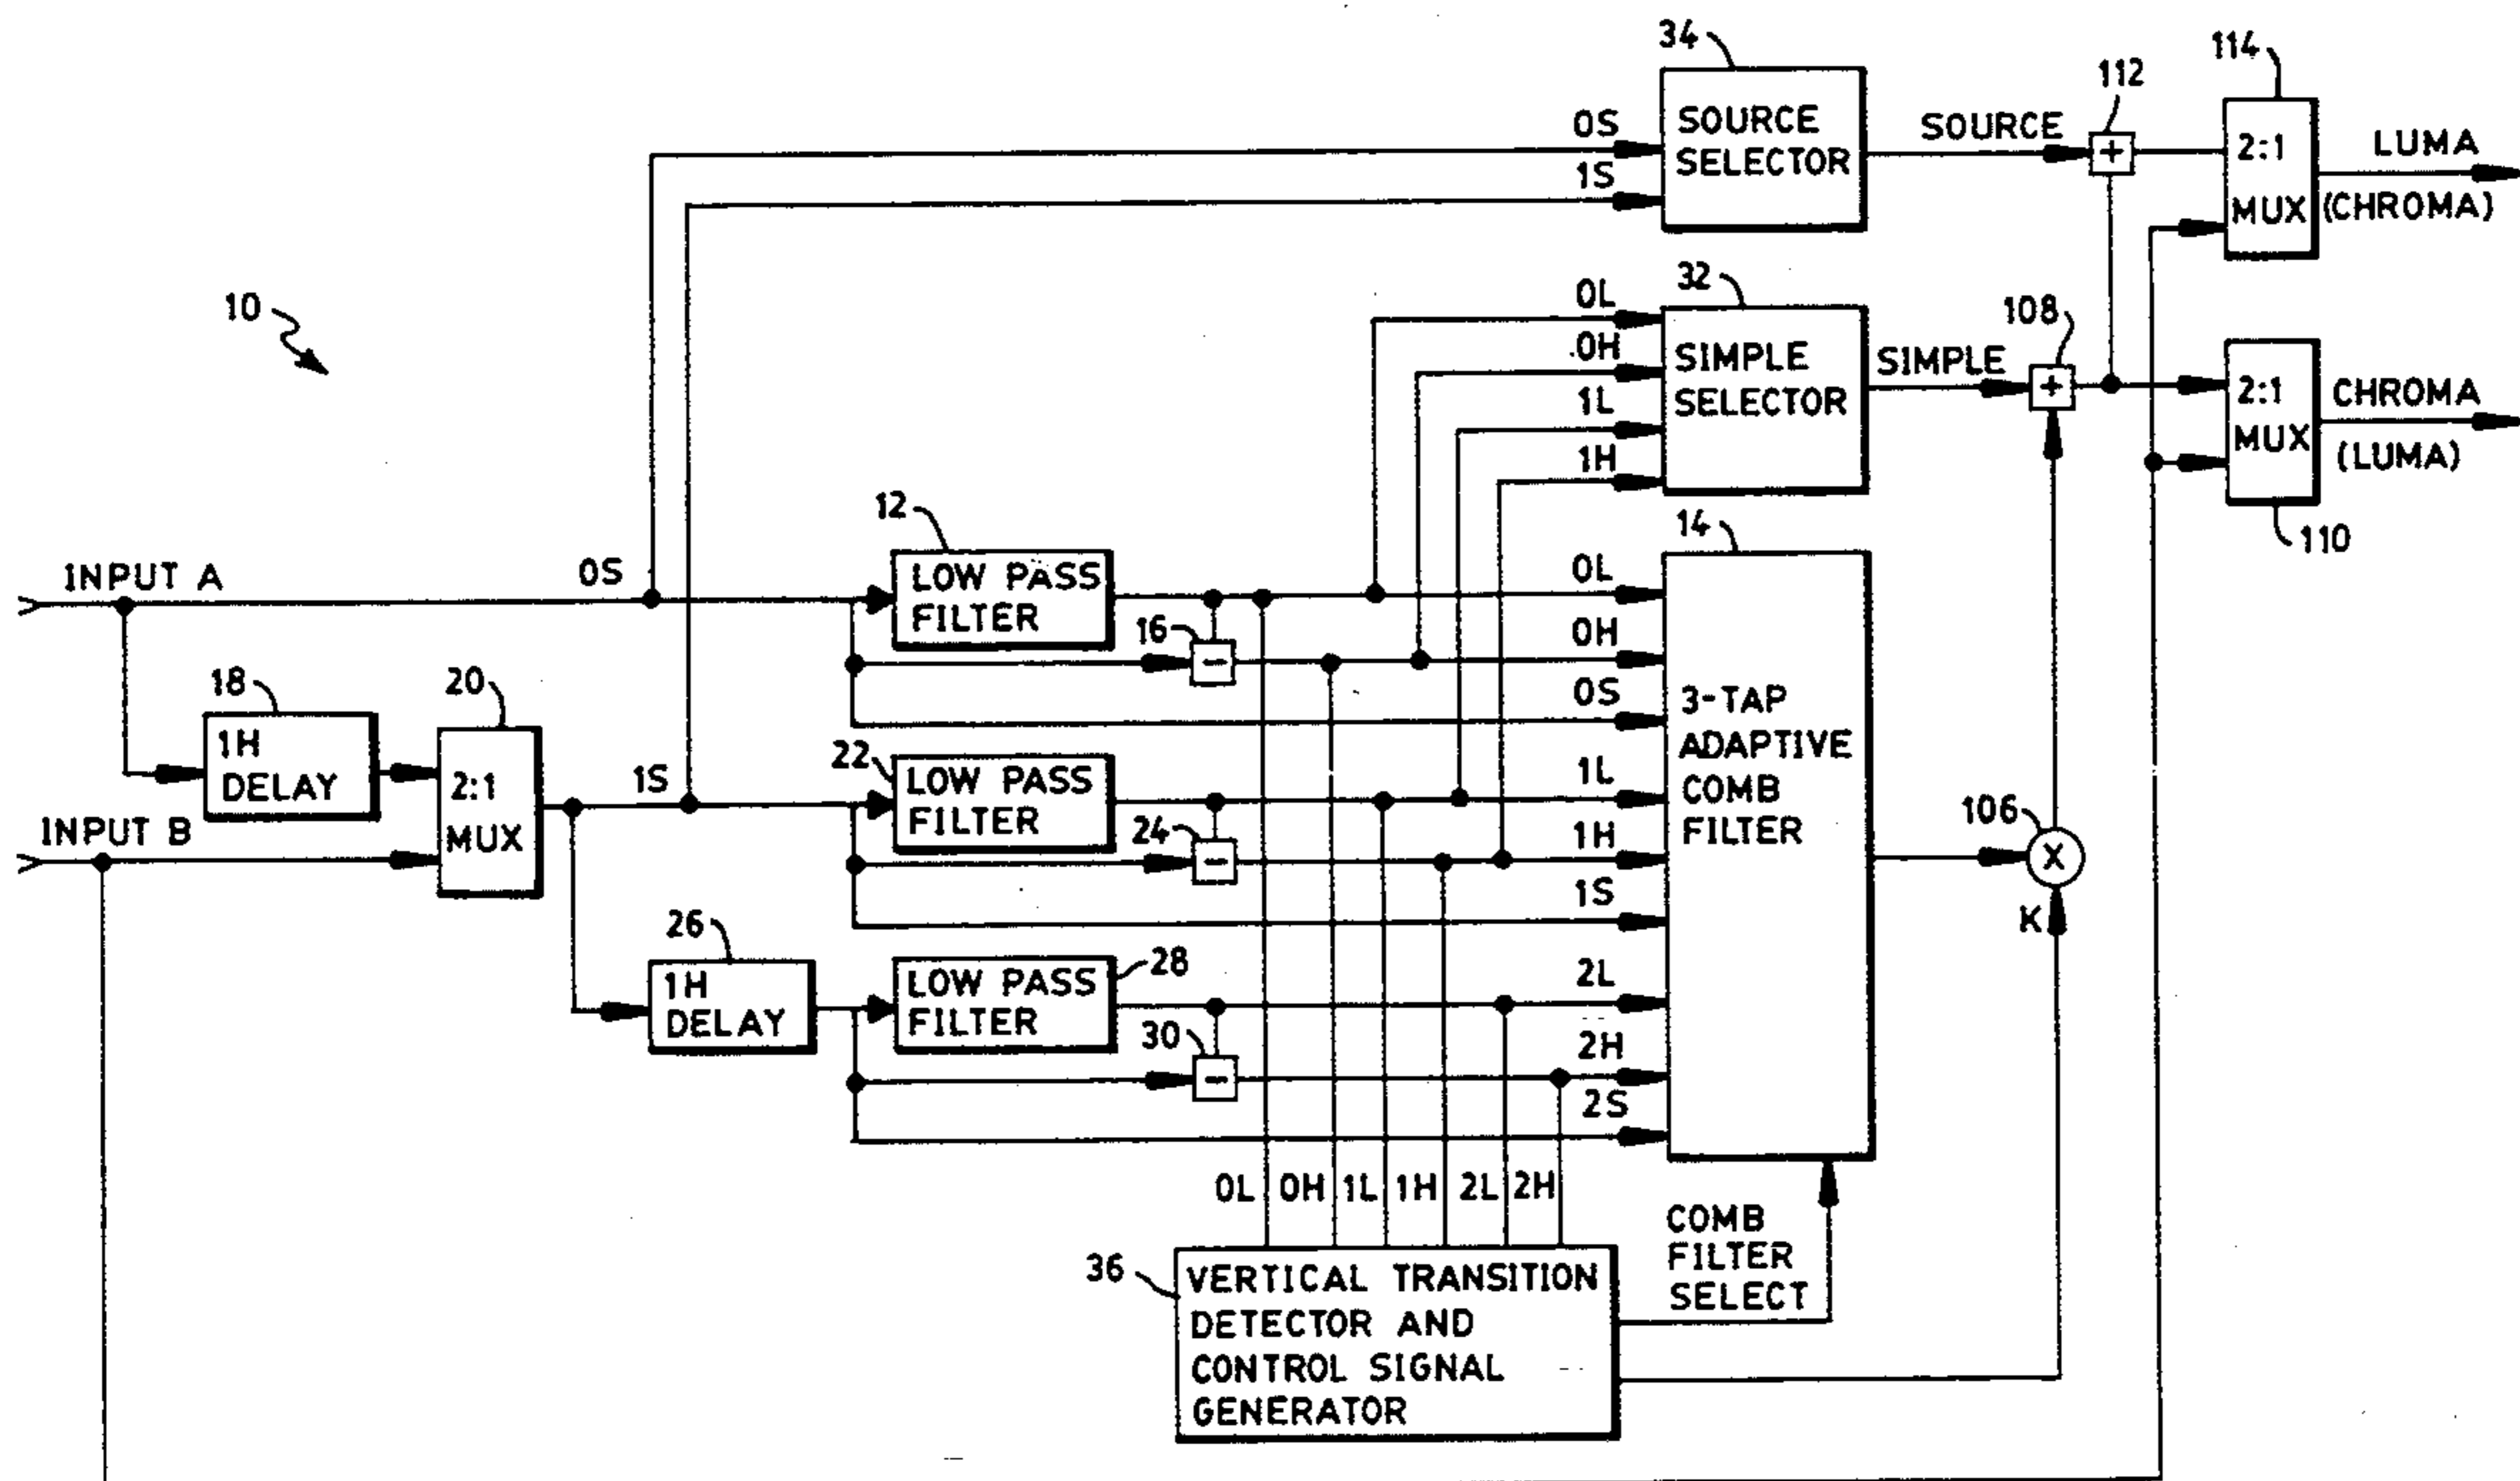 34
114
112
SOURCE
SELECTOR
0S
1S
SOURCE
+
2:1
MUX
LUMA
(CHROMA)
10
32
0L
0H
1L
1H
SIMPLE
SELECTOR
SIMPLE
108
+
2:1
MUX
CHROMA
(LUMA)
110
12
14
INPUT A
0S
LOW PASS
FILTER
16
−
0L
0H
0S
3-TAP
ADAPTIVE
COMB
FILTER
18
1H
DELAY
20
2:1
MUX
1S
22
LOW PASS
FILTER
24
−
1L
1H
1S
106
X
K
INPUT B
26
1H
DELAY
LOW PASS
FILTER
28
30
−
2L
2H
2S
0L 0H 1L 1H 2L 2H
COMB
FILTER
SELECT
36
VERTICAL TRANSITION
DETECTOR AND
CONTROL SIGNAL
GENERATOR